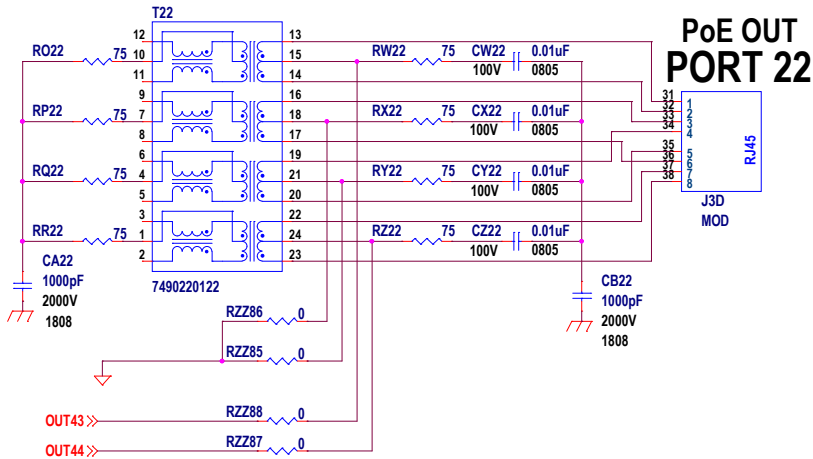 T22
PoE OUT
PORT 22
12
13
RO22
75
10
15
RW22
75
CW22
0.01uF
100V
0805
11
14
9
16
RP22
75
7
18
RX22
75
CX22
0.01uF
100V
0805
8
17
6
19
RQ22
75
4
21
RY22
75
CY22
0.01uF
100V
0805
5
20
3
22
RR22
75
1
24
RZ22
75
CZ22
0.01uF
100V
0805
2
23
31
32
33
34
35
36
37
38
1
2
3
4
5
6
7
8
RJ45
J3D
MOD
CA22
1000pF
2000V
1808
7490220122
CB22
1000pF
2000V
1808
RZZ86
0
RZZ85
0
OUT43
RZZ88
0
OUT44
RZZ87
0